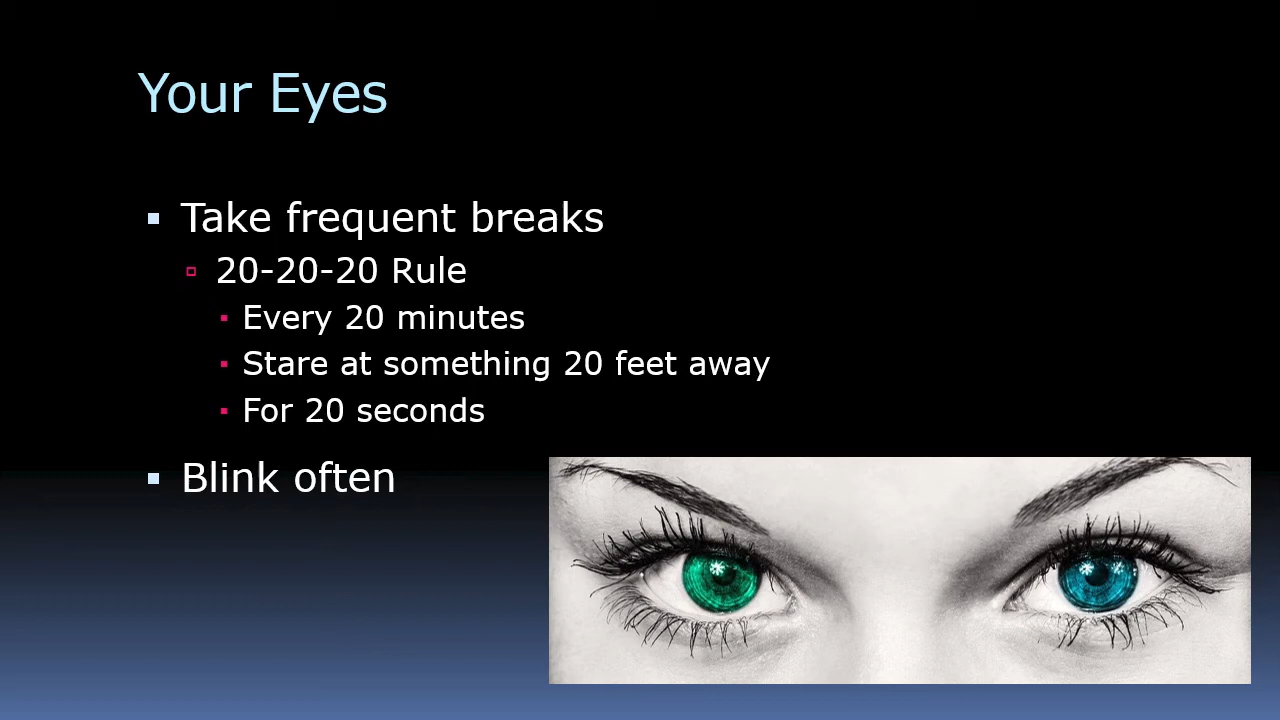 Your Eyes
Take frequent breaks
20-20-20 Rule
Every 20 minutes
Stare at something 20 feet away
For 20 seconds
Blink often